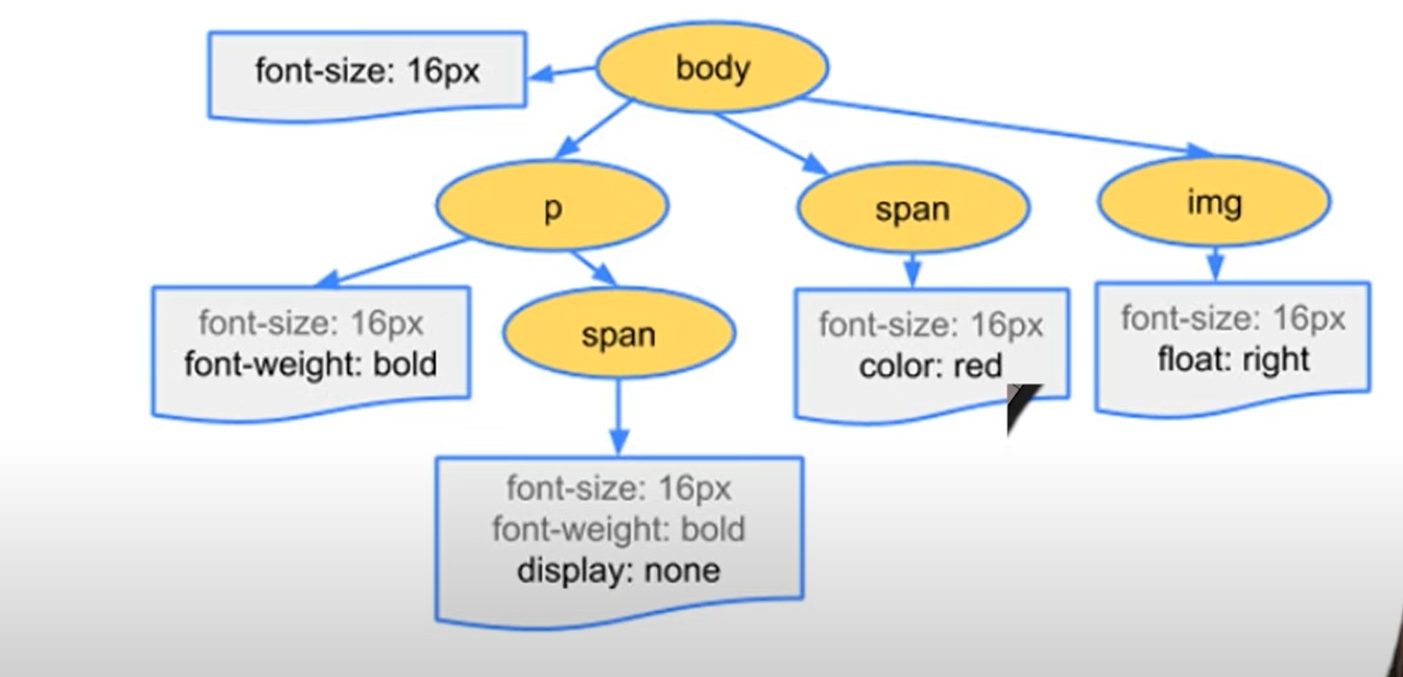 font-size: 16px
body
p
span
img
font-size: 16px
font-weight: bold
span
font-size: 16px
color: red
font-size: 16px
float: right
font-size: 16px
font-weight: bold
display: none